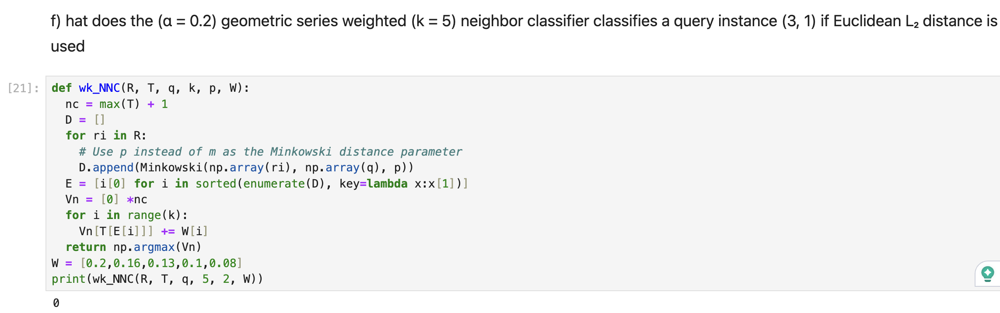 f) hat does the (α = 0.2) geometric series weighted (k = 5) neighbor classifier classifies a query instance (3, 1) if Euclidean L₂ distance is
used
[21]: def wk_NNC(R, T, q, k, p, W):
  nc = max(T) + 1
  D = []
  for ri in R:
    # Use p instead of m as the Minkowski distance parameter
    D.append(Minkowski(np.array(ri), np.array(q), p))
  E = [i[0] for i in sorted(enumerate(D), key=lambda x:x[1])]
  Vn = [0] *nc
  for i in range(k):
    Vn[T[E[i]]] += W[i]
  return np.argmax(Vn)
W = [0.2,0.16,0.13,0.1,0.08]
print(wk_NNC(R, T, q, 5, 2, W))
0